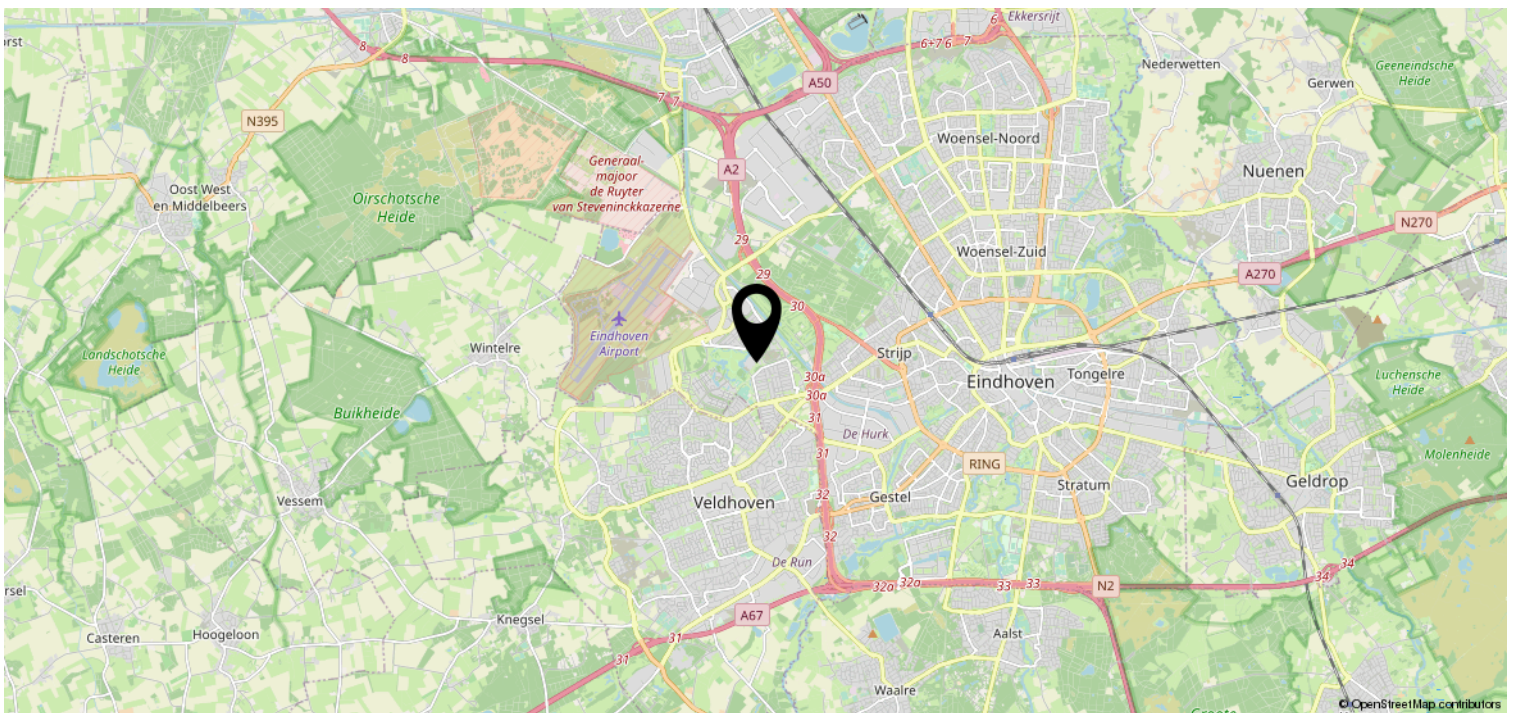 6
Ekkersrijt
orst
8
8
6+7
6
7
Geeneindsche
Heide
Nederwetten
A50
Gerwen
7
7
N395
Woensel-Noord
Generaal-
majoor
de Ruyter
van Steveninckkazerne
A2
Nuenen
Oost West
en Middelbeers
Oirschotsche
Heide
N270
29
Woensel-Zuid
29
A270
30
Eindhoven
Airport
Wintelre
Strijp
Landschotsche
Heide
30a
Eindhoven
Tongelre
Luchensche
Heide
30a
Buikheide
31
De Hurk
31
Molenheide
RING
Geldrop
Stratum
32
Gestel
Vessem
Veldhoven
32
De Run
34
34
32a
32a
33
33
N2
rsel
A67
Knegsel
Casteren
Hoogeloon
31
31
Aalst
Waalre
© OpenStreetMap contributors